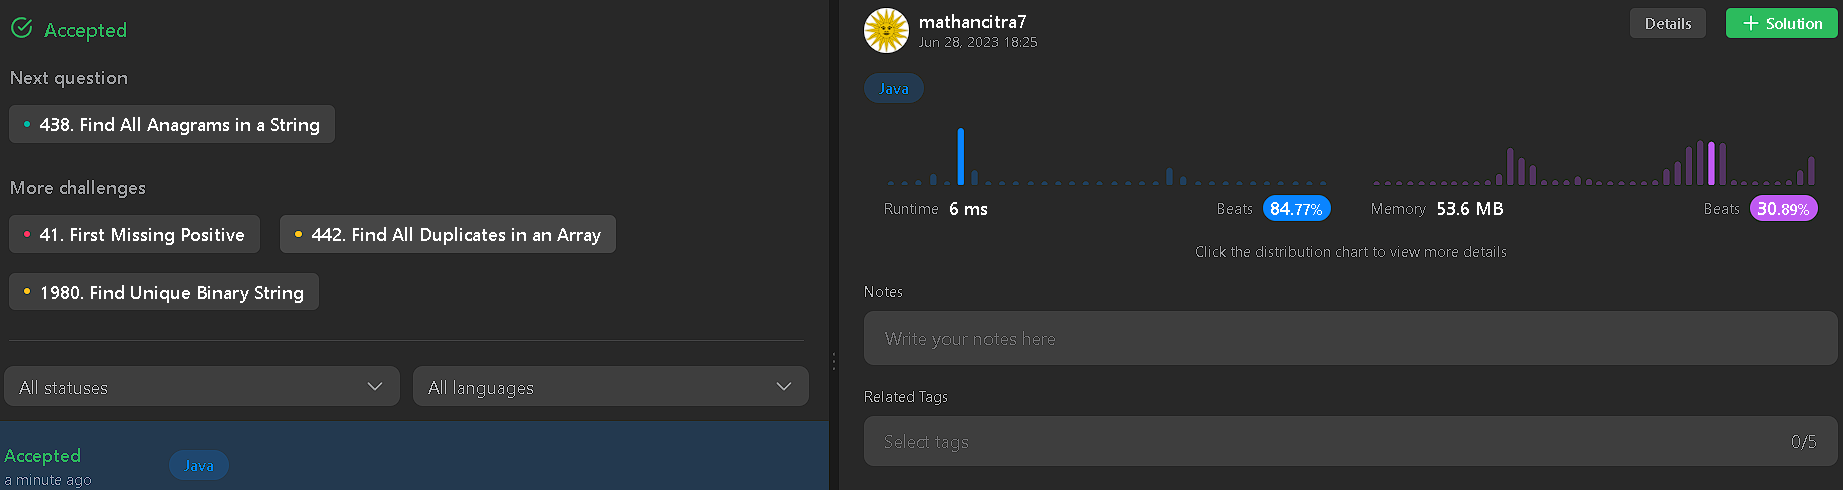 Accepted
Next question
438. Find All Anagrams in a String
More challenges
41. First Missing Positive
442. Find All Duplicates in an Array
1980. Find Unique Binary String
All statuses
All languages
Accepted
a minute ago
Java
mathancitra7
Jun 28, 2023 18:25
Details
+ Solution
Java
Runtime 6 ms
Beats 84.77%
Memory 53.6 MB
Beats 30.89%
Click the distribution chart to view more details
Notes
Write your notes here
Related Tags
Select tags
0/5